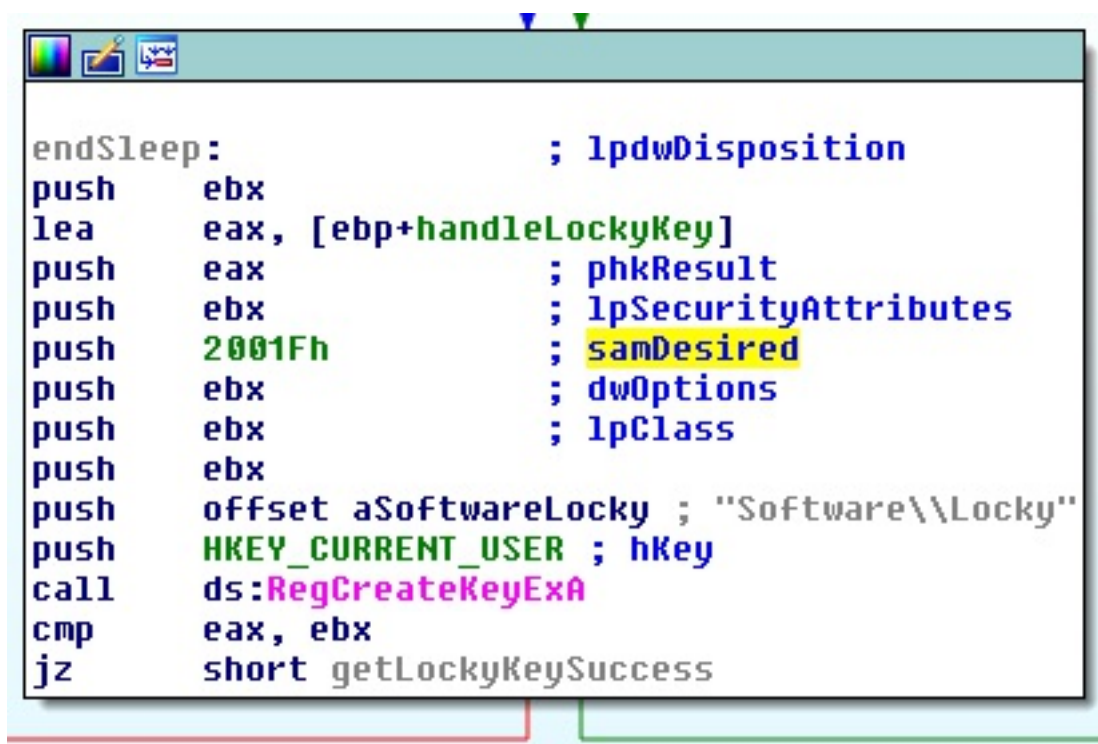 endSleep: ; lpdwDisposition
push ebx
lea eax, [ebp+handleLockyKey]
push eax ; phkResult
push ebx ; lpSecurityAttributes
push 2001Fh ; samDesired
push ebx ; dwOptions
push ebx ; lpClass
push ebx
push offset aSoftwareLocky ; "Software\\Locky"
push HKEY_CURRENT_USER ; hKey
call ds:RegCreateKeyExA
cmp eax, ebx
jz short getLockyKeySuccess